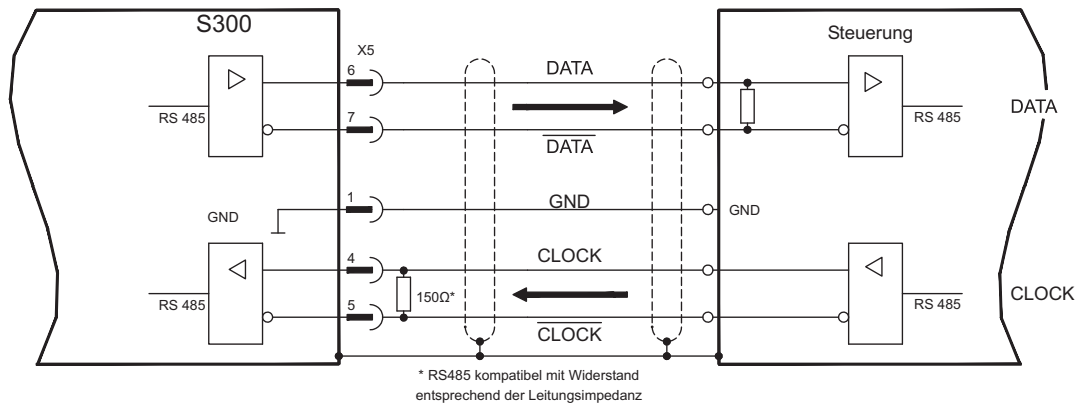 S300
Steuerung
X5
6
DATA
RS 485
RS 485
DATA
7
DATA
1
GND
GND
GND
4
CLOCK
RS 485
150Ω*
RS 485
CLOCK
5
CLOCK
* RS485 kompatibel mit Widerstand
entsprechend der Leitungsimpedanz